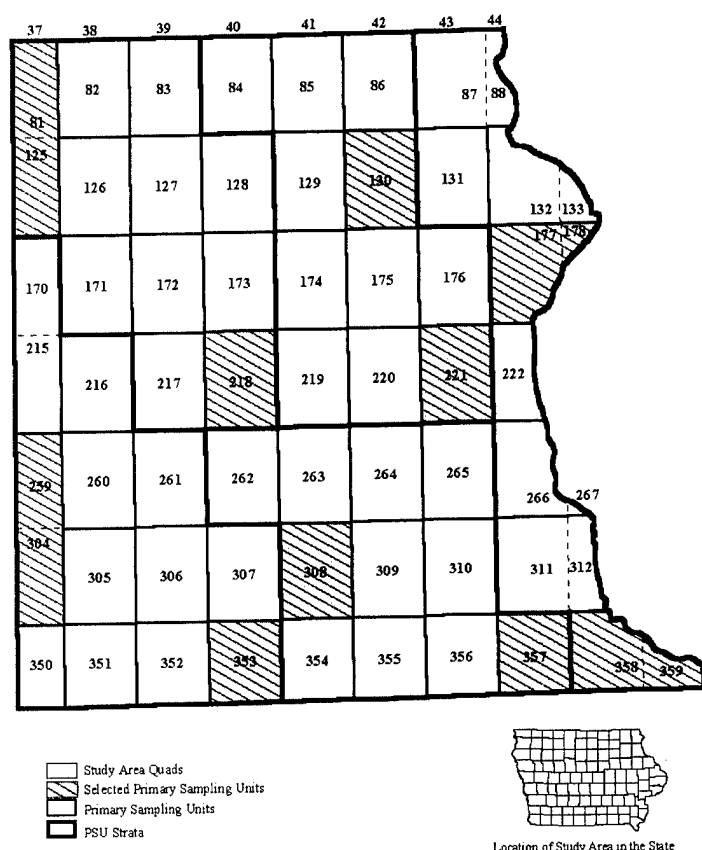 37 38 39 40 41 42 43 44
82 83 84 85 86 87 88
81
125
126 127 128 129 130 131
132 133
177 178
170 171 172 173 174 175 176
215
216 217 218 219 220 221 222
259 260 261 262 263 264 265
266 267
304
305 306 307 308 309 310 311 312
350 351 352 353 354 355 356 357 358 359
Study Area Quads
Selected Primary Sampling Units
Primary Sampling Units
PSU Strata
Location of Study Area in the State